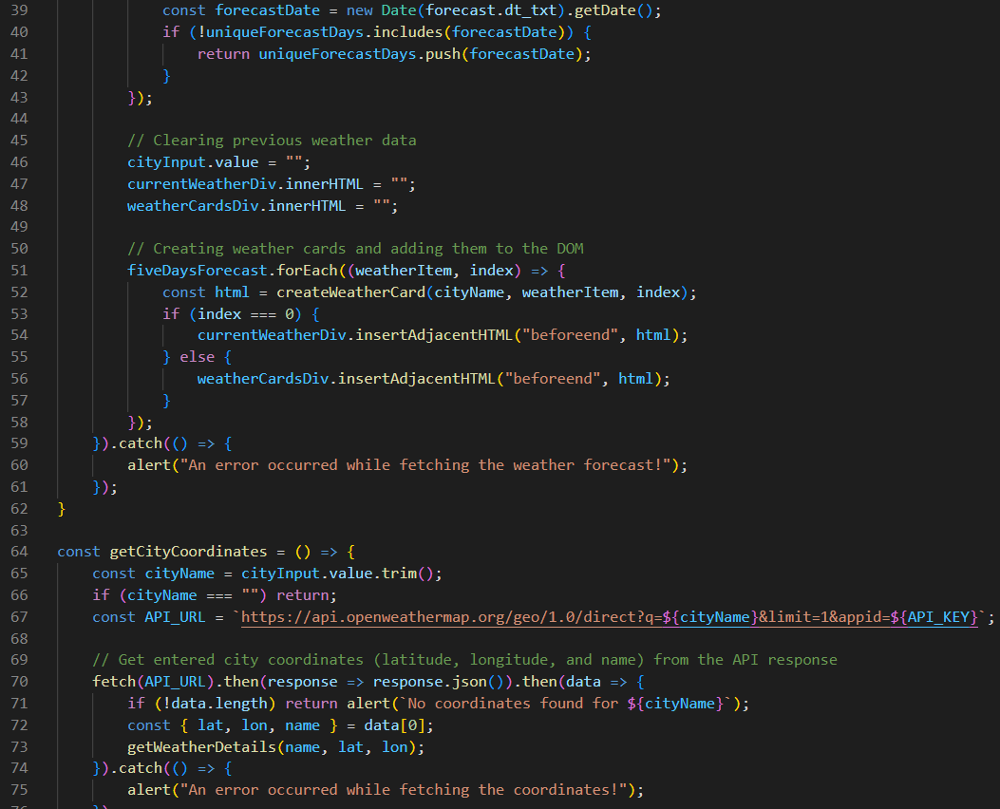 39 const forecastDate = new Date(forecast.dt_txt).getDate();
40 if (!uniqueForecastDays.includes(forecastDate)) {
41 return uniqueForecastDays.push(forecastDate);
42 }
43 });
44
45 // Clearing previous weather data
46 cityInput.value = "";
47 currentWeatherDiv.innerHTML = "";
48 weatherCardsDiv.innerHTML = "";
49
50 // Creating weather cards and adding them to the DOM
51 fiveDaysForecast.forEach((weatherItem, index) => {
52 const html = createWeatherCard(cityName, weatherItem, index);
53 if (index === 0) {
54 currentWeatherDiv.insertAdjacentHTML("beforeend", html);
55 } else {
56 weatherCardsDiv.insertAdjacentHTML("beforeend", html);
57 }
58 });
59 }).catch(() => {
60 alert("An error occurred while fetching the weather forecast!");
61 });
62 }
63
64 const getCityCoordinates = () => {
65 const cityName = cityInput.value.trim();
66 if (cityName === "") return;
67 const API_URL = `https://api.openweathermap.org/geo/1.0/direct?q=${cityName}&limit=1&appid=${API_KEY}`;
68
69 // Get entered city coordinates (latitude, longitude, and name) from the API response
70 fetch(API_URL).then(response => response.json()).then(data => {
71 if (!data.length) return alert(`No coordinates found for ${cityName}`);
72 const { lat, lon, name } = data[0];
73 getWeatherDetails(name, lat, lon);
74 }).catch(() => {
75 alert("An error occurred while fetching the coordinates!");